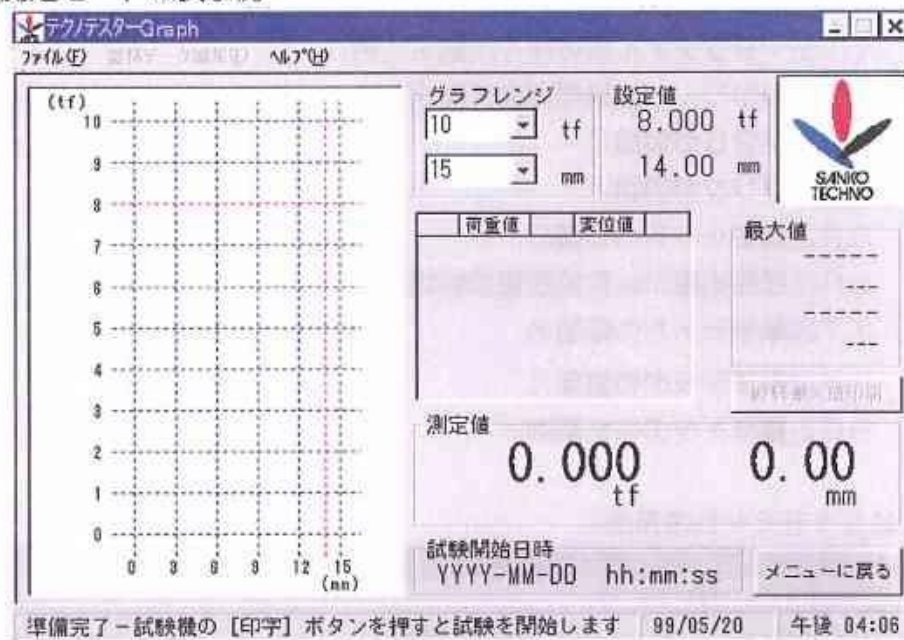 テクノテスターGraph
ファイル(F)
ヘルプ(H)
(tf)
10
9
8
7
6
5
4
3
2
1
0
0 3 6 9 12 15
(mm)
グラフレンジ
10 tf
15 mm
設定値
8.000 tf
14.00 mm
SANKO
TECHNO
荷重値 変位値
最大値
-----
---
-----
---
測定値
0.000 tf
0.00 mm
試験開始日時
YYYY-MM-DD hh:mm:ss
メニューに戻る
準備完了-試験機の [印字] ボタンを押すと試験を開始します 99/05/20 午後 04:06